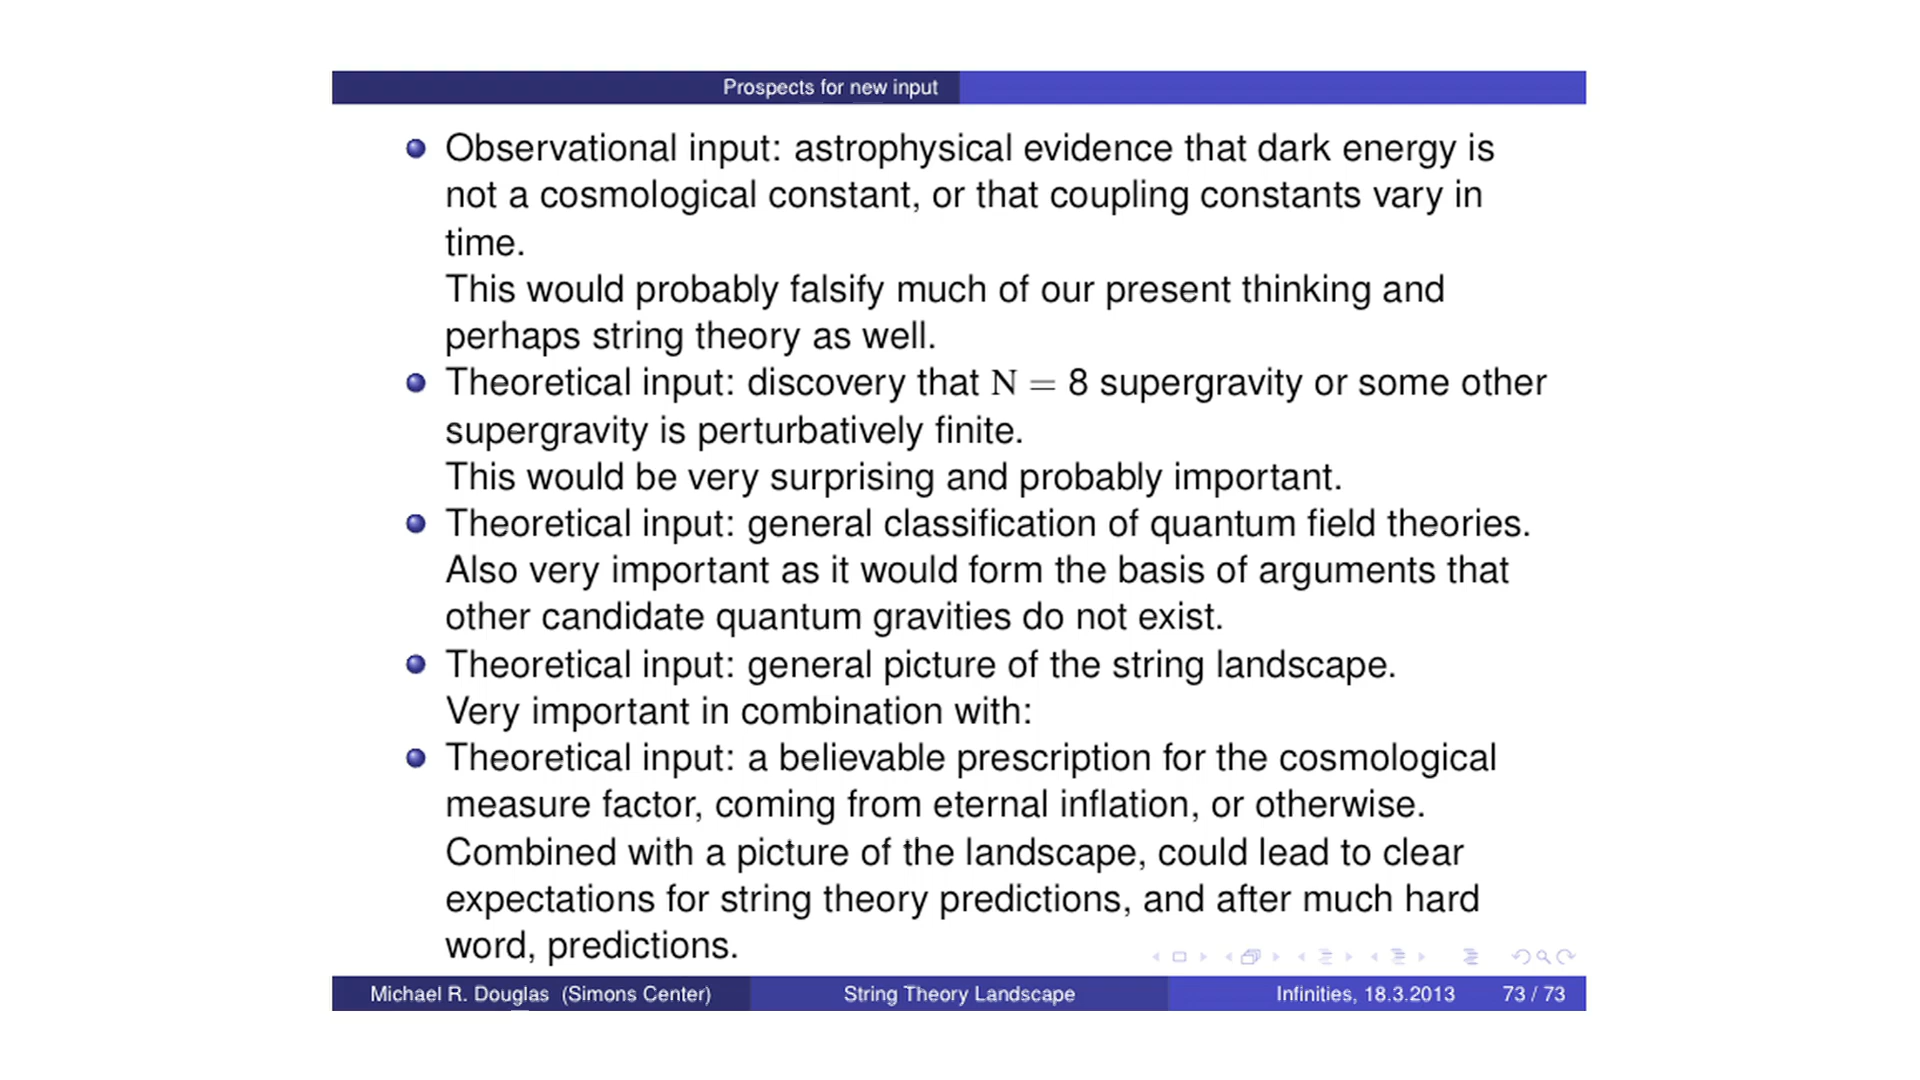 Prospects for new input
Observational input: astrophysical evidence that dark energy is
not a cosmological constant, or that coupling constants vary in
time.
This would probably falsify much of our present thinking and
perhaps string theory as well.
Theoretical input: discovery that N = 8 supergravity or some other
supergravity is perturbatively finite.
This would be very surprising and probably important.
Theoretical input: general classification of quantum field theories.
Also very important as it would form the basis of arguments that
other candidate quantum gravities do not exist.
Theoretical input: general picture of the string landscape.
Very important in combination with:
Theoretical input: a believable prescription for the cosmological
measure factor, coming from eternal inflation, or otherwise.
Combined with a picture of the landscape, could lead to clear
expectations for string theory predictions, and after much hard
word, predictions.
Michael R. Douglas (Simons Center) String Theory Landscape Infinities, 18.3.2013 73 / 73